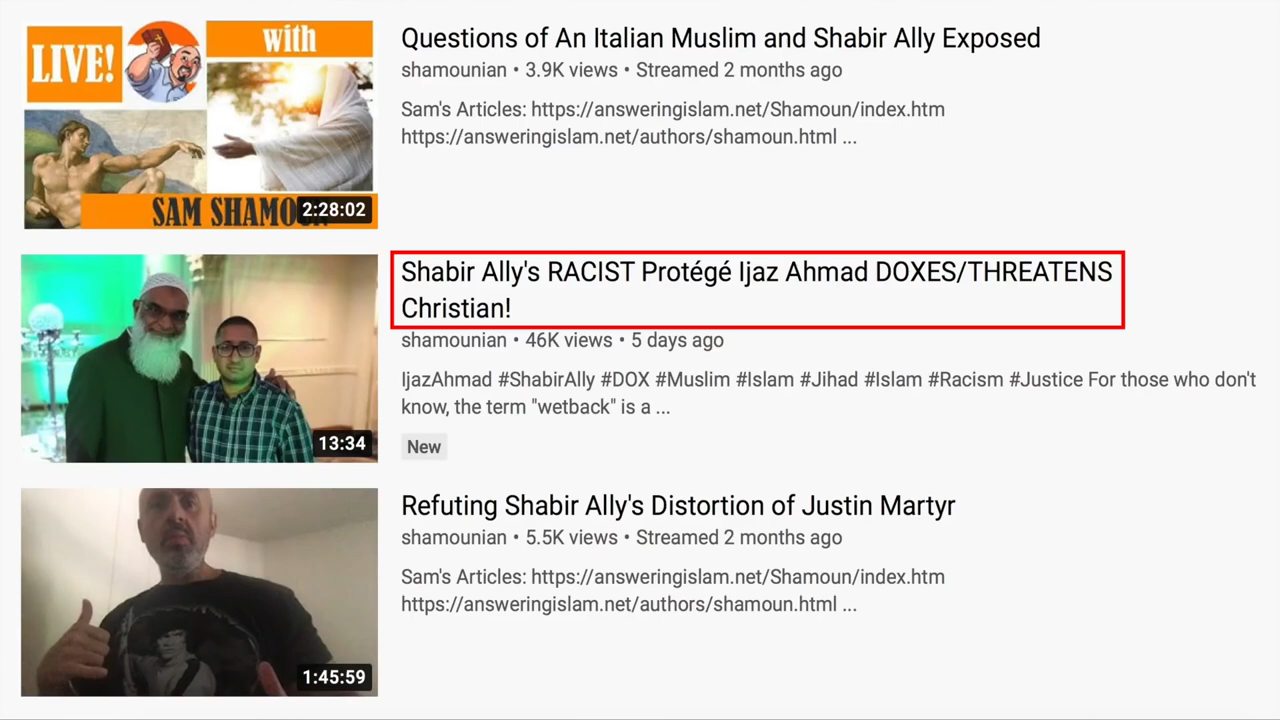 LIVE!
with
SAM SHAMO
2:28:02
Questions of An Italian Muslim and Shabir Ally Exposed
shamounian • 3.9K views • Streamed 2 months ago
Sam's Articles: https://answeringislam.net/Shamoun/index.htm
https://answeringislam.net/authors/shamoun.html ...
13:34
Shabir Ally's RACIST Protégé Ijaz Ahmad DOXES/THREATENS
Christian!
shamounian • 46K views • 5 days ago
IjazAhmad #ShabirAlly #DOX #Muslim #Islam #Jihad #Islam #Racism #Justice For those who don't
know, the term "wetback" is a ...
New
1:45:59
Refuting Shabir Ally's Distortion of Justin Martyr
shamounian • 5.5K views • Streamed 2 months ago
Sam's Articles: https://answeringislam.net/Shamoun/index.htm
https://answeringislam.net/authors/shamoun.html ...